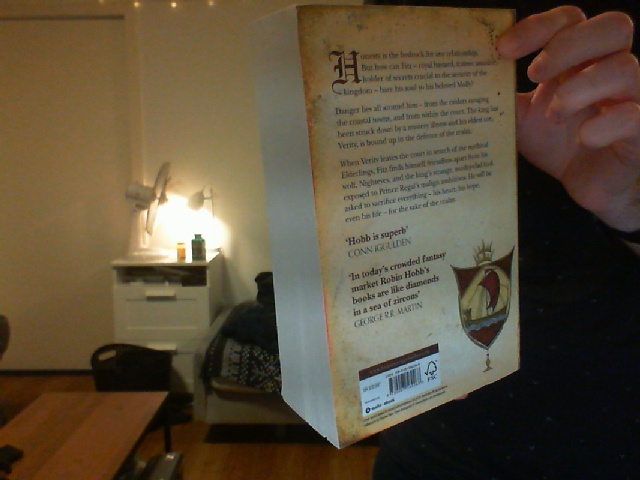 Honesty is the bedrock for any relationship.
But how can Fitz – royal bastard, trainee assassin,
holder of secrets crucial to the security of the
kingdom – bare his soul to his beloved Molly?
Danger lies all around him – from the raiders savaging
the coastal towns, and from within the court. The king has
been struck down by a mystery illness and his eldest son,
Verity, is bound up in the defence of the realm.
When Verity leaves the court in search of the mythical
Elderlings, Fitz finds himself friendless apart from his
wolf, Nighteyes, and the king's strange, motley-clad fool,
exposed to Prince Regal's malign ambitions. He will be
asked to sacrifice everything – his heart, his hope,
even his life – for the sake of the realm.
'Hobb is superb'
CONN IGGULDEN
'In today's crowded fantasy
market Robin Hobb's
books are like diamonds
in a sea of zircons'
GEORGE R.R. MARTIN
FSC